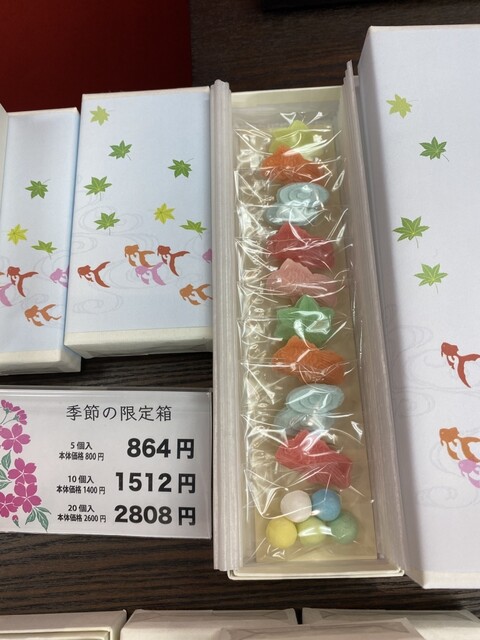 季節の限定箱
5個入 864円
本体価格 800円
10個入 1512円
本体価格 1400円
20個入 2808円
本体価格 2600円